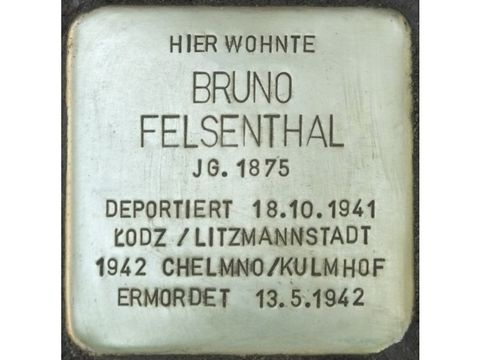 HIER WOHNTE
BRUNO
FELSENTHAL
JG. 1875
DEPORTIERT 18.10.1941
ŁODZ / LITZMANNSTADT
1942 CHELMNO/KULMHOF
ERMORDET 13.5.1942